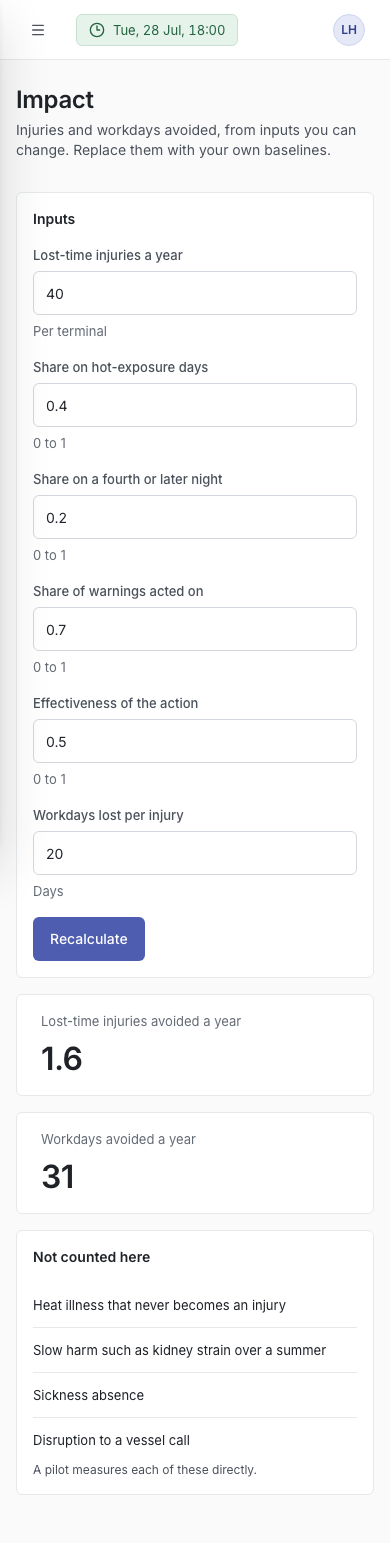 Tue, 28 Jul, 18:00
LH
Impact
Injuries and workdays avoided, from inputs you can
change. Replace them with your own baselines.
Inputs
Lost-time injuries a year
40
Per terminal
Share on hot-exposure days
0.4
0 to 1
Share on a fourth or later night
0.2
0 to 1
Share of warnings acted on
0.7
0 to 1
Effectiveness of the action
0.5
0 to 1
Workdays lost per injury
20
Days
Recalculate
Lost-time injuries avoided a year
1.6
Workdays avoided a year
31
Not counted here
Heat illness that never becomes an injury
Slow harm such as kidney strain over a summer
Sickness absence
Disruption to a vessel call
A pilot measures each of these directly.